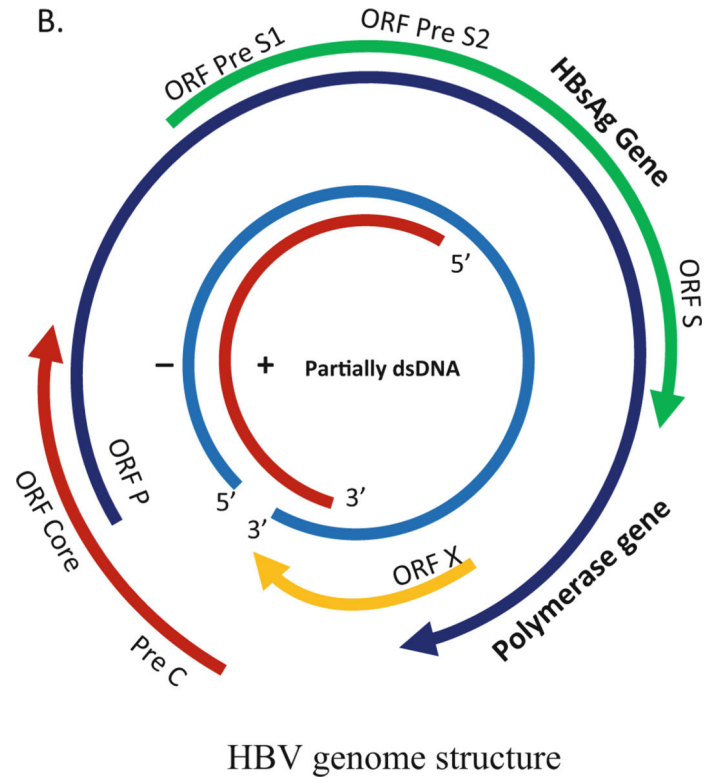 B.
ORF Pre S1
ORF Pre S2
HBsAg Gene
ORF S
5’
−
+
Partially dsDNA
ORF P
ORF Core
5’
3’
3’
ORF X
Polymerase gene
Pre C
HBV genome structure